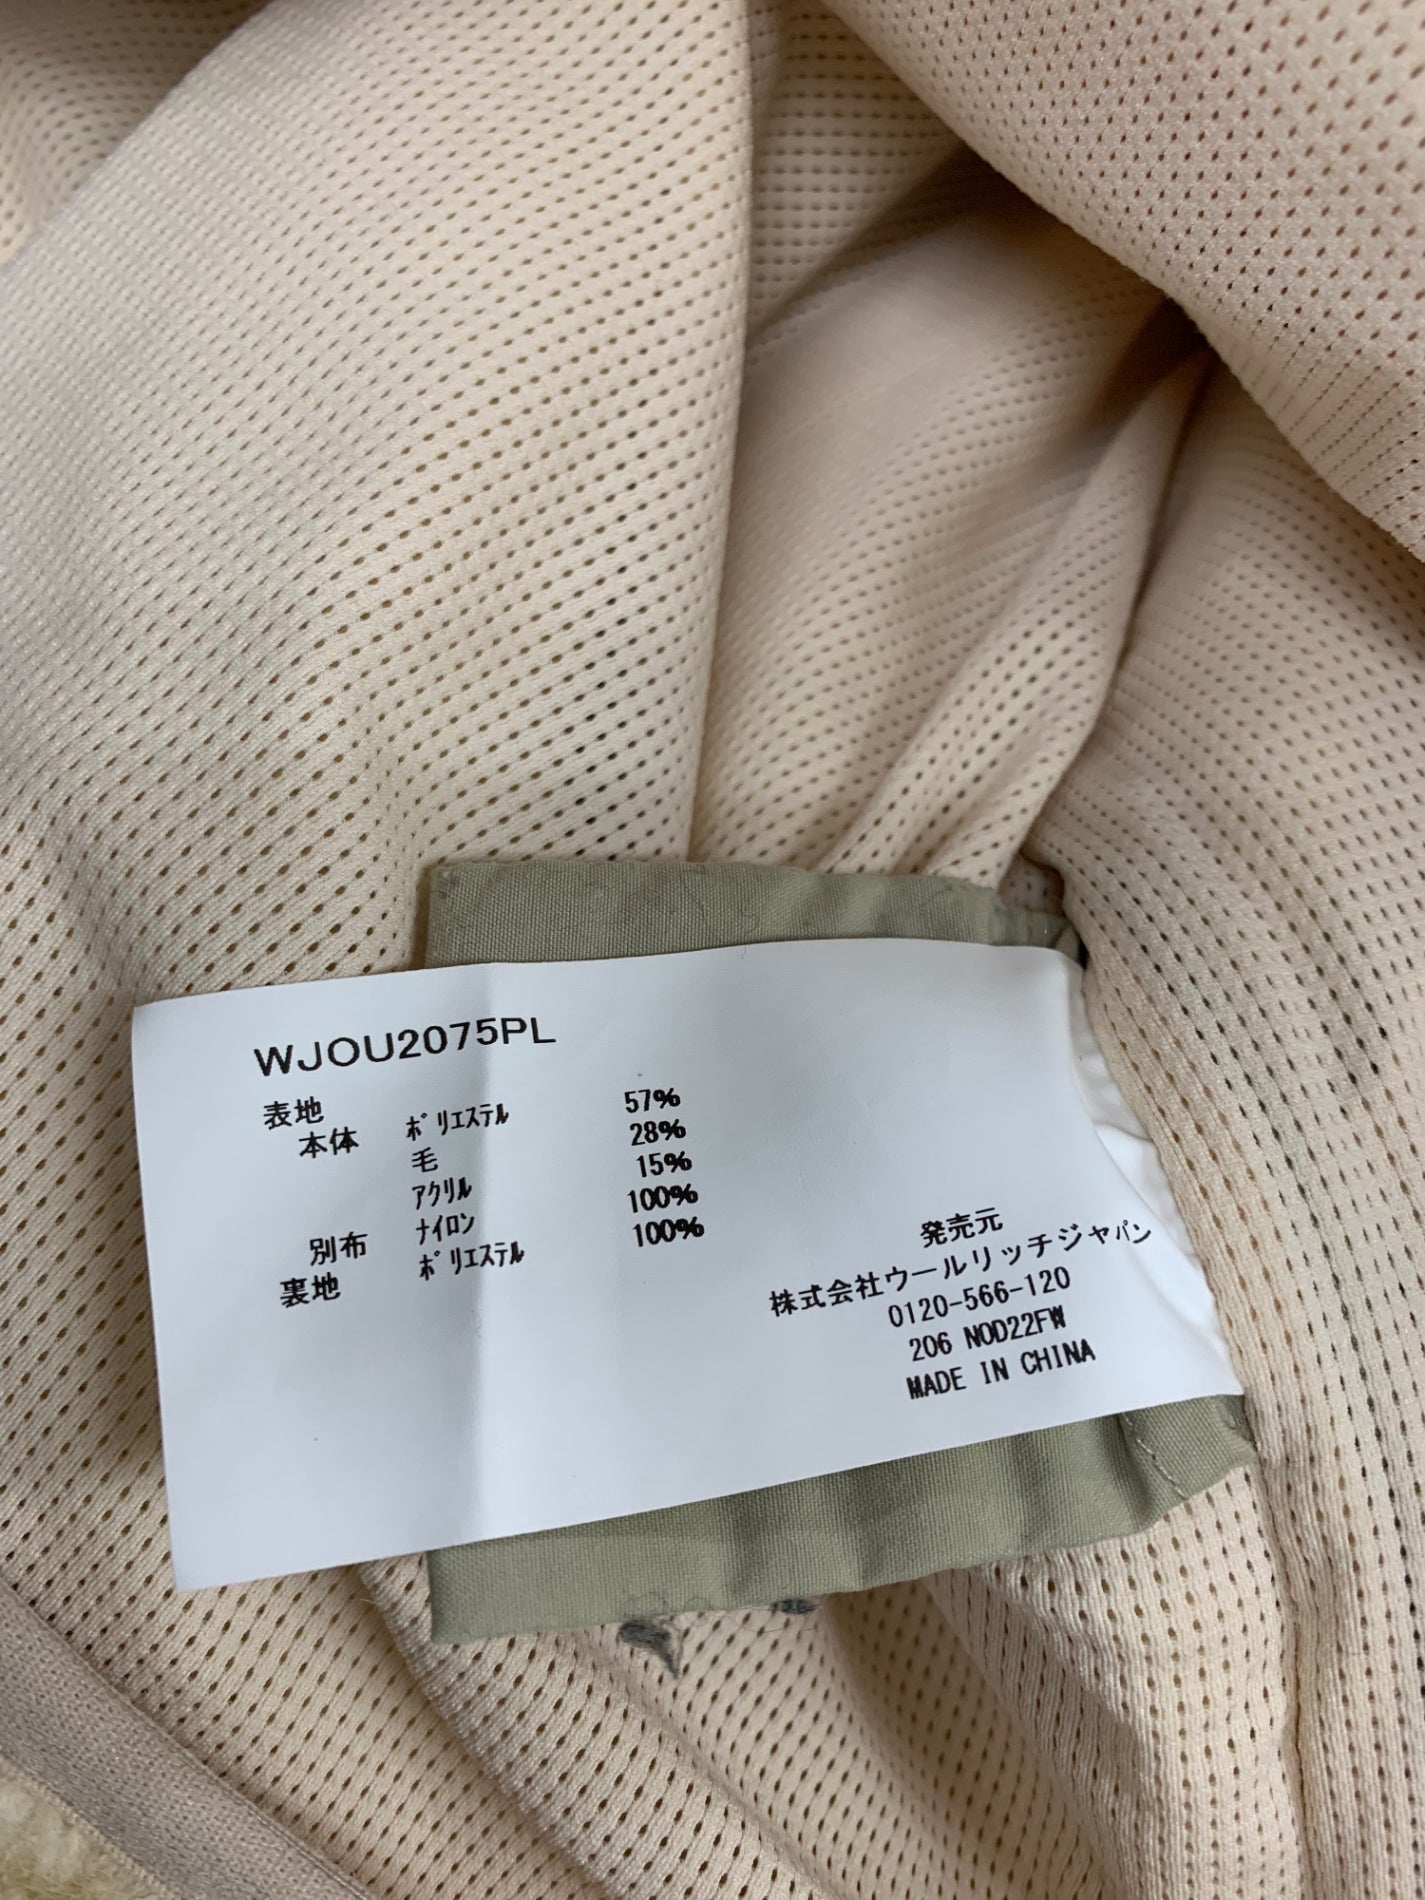 WJOU2075PL
表地
本体 ﾎﾟﾘｴｽﾃﾙ 57%
毛 28%
ｱｸﾘﾙ 15%
別布 ﾅｲﾛﾝ 100%
裏地 ﾎﾟﾘｴｽﾃﾙ 100%
発売元
株式会社ウールリッチジャパン
0120-566-120
206 NOD22FW
MADE IN CHINA